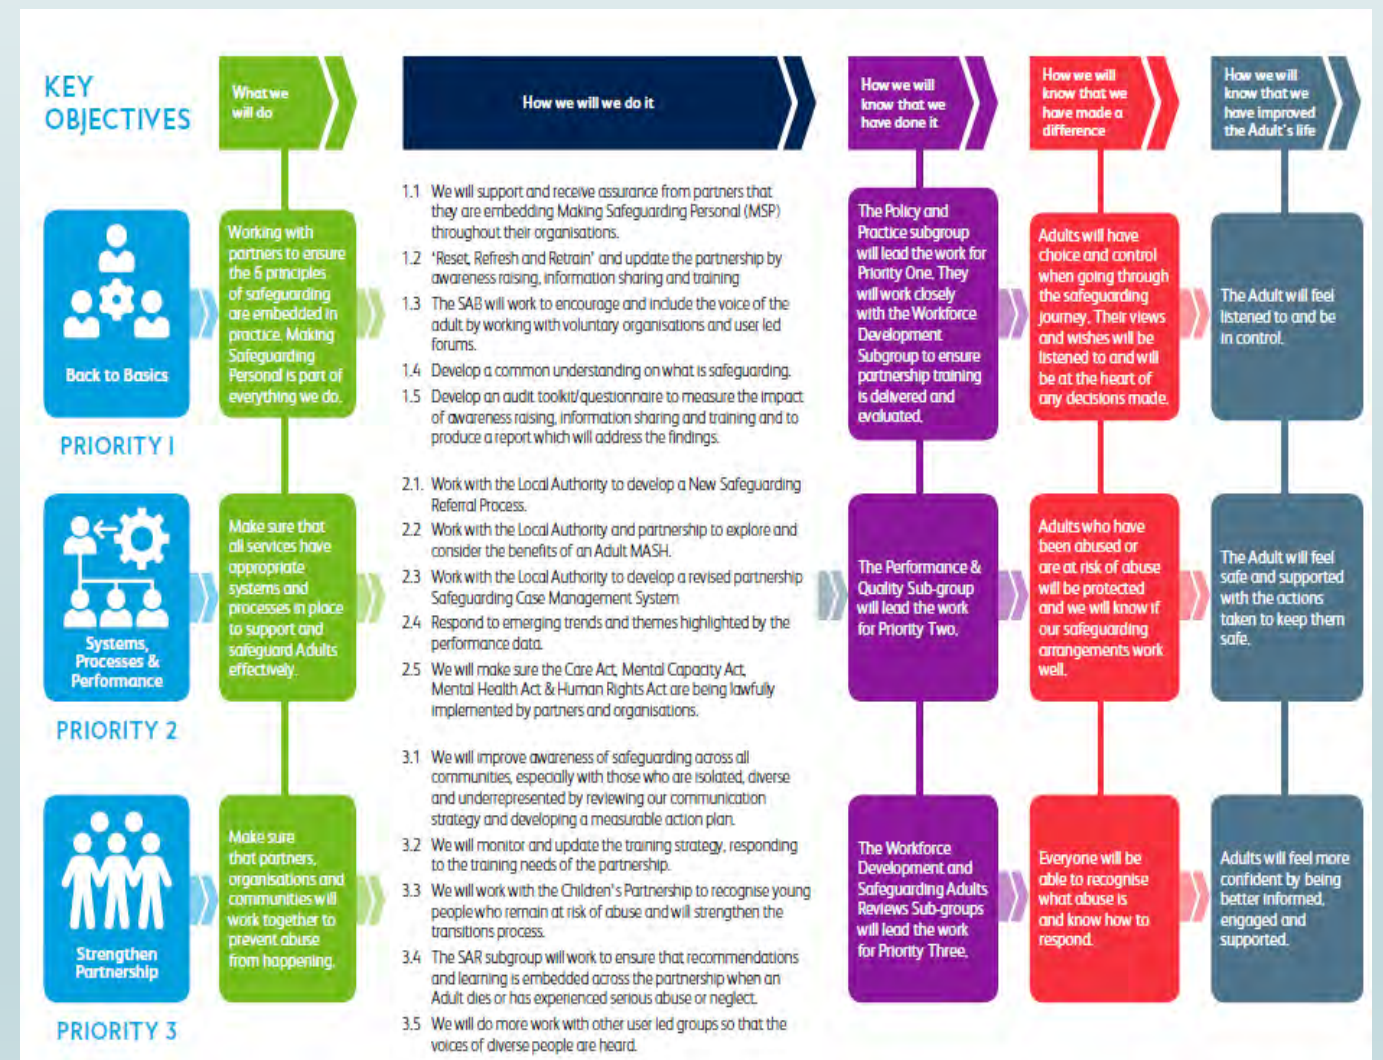 KEY
OBJECTIVES
What we
will do
How we will we do it
How we will
know that we
have done it
How we will
know that we
have made a
difference
How we will
know that we
have improved
the Adult's life
Back to Basics
PRIORITY 1
Working with
partners to ensure
the 6 principles
of safeguarding
are embedded in
practice. Making
Safeguarding
Personal is part of
everything we do.
1.1 We will support and receive assurance from partners that
they are embedding Making Safeguarding Personal (MSP)
throughout their organisations.
1.2 'Reset, Refresh and Retrain' and update the partnership by
awareness raising, information sharing and training
1.3 The SAB will work to encourage and include the voice of the
adult by working with voluntary organisations and user led
forums.
1.4 Develop a common understanding on what is safeguarding.
1.5 Develop an audit toolkit/questionnaire to measure the impact
of awareness raising, information sharing and training and to
produce a report which will address the findings.
The Policy and
Practice subgroup
will lead the work for
Priority One. They
will work closely
with the Workforce
Development
Subgroup to ensure
partnership training
is delivered and
evaluated.
Adults will have
choice and control
when going through
the safeguarding
journey. Their views
and wishes will be
listened to and will
be at the heart of
any decisions made.
The Adult will feel
listened to and be
in control.
Systems,
Processes &
Performance
PRIORITY 2
Make sure that
all services have
appropriate
systems and
processes in place
to support and
safeguard Adults
effectively.
2.1. Work with the Local Authority to develop a New Safeguarding
Referral Process.
2.2 Work with the Local Authority and partnership to explore and
consider the benefits of an Adult MASH.
2.3 Work with the Local Authority to develop a revised partnership
Safeguarding Case Management System
2.4 Respond to emerging trends and themes highlighted by the
performance data.
2.5 We will make sure the Care Act, Mental Capacity Act,
Mental Health Act & Human Rights Act are being lawfully
implemented by partners and organisations.
The Performance &
Quality Sub-group
will lead the work
for Priority Two.
Adults who have
been abused or
are at risk of abuse
will be protected
and we will know if
our safeguarding
arrangements work
well.
The Adult will feel
safe and supported
with the actions
taken to keep them
safe.
Strengthen
Partnership
PRIORITY 3
Make sure
that partners,
organisations and
communities will
work together to
prevent abuse
from happening.
3.1 We will improve awareness of safeguarding across all
communities, especially with those who are isolated, diverse
and underrepresented by reviewing our communication
strategy and developing a measurable action plan.
3.2 We will monitor and update the training strategy, responding
to the training needs of the partnership.
3.3 We will work with the Children's Partnership to recognise young
people who remain at risk of abuse and will strengthen the
transitions process.
3.4 The SAR subgroup will work to ensure that recommendations
and learning is embedded across the partnership when an
Adult dies or has experienced serious abuse or neglect.
3.5 We will do more work with other user led groups so that the
voices of diverse people are heard.
The Workforce
Development and
Safeguarding Adults
Reviews Sub-groups
will lead the work
for Priority Three.
Everyone will be
able to recognise
what abuse is
and know how to
respond.
Adults will feel more
confident by being
better informed,
engaged and
supported.